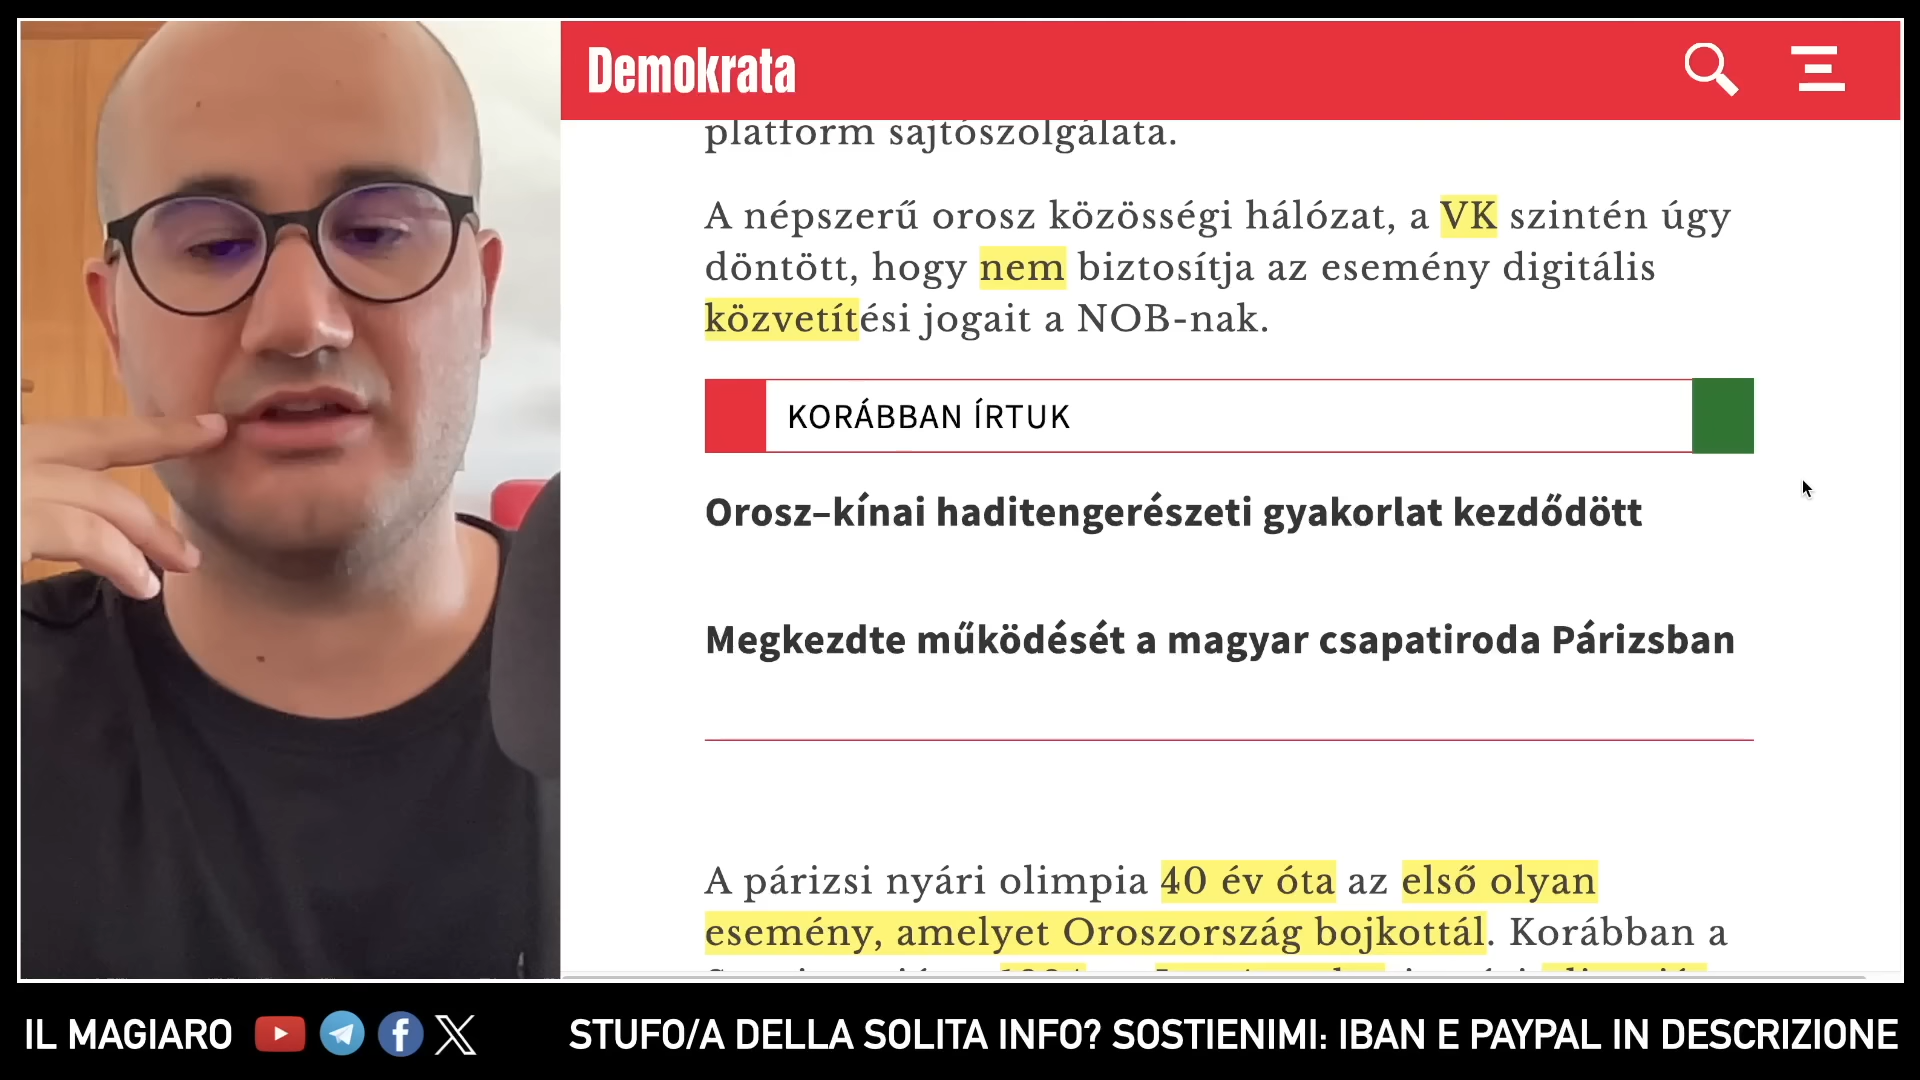 Demokrata
platform sajtószolgálata.
A népszerű orosz közösségi hálózat, a VK szintén úgy
döntött, hogy nem biztosítja az esemény digitális
közvetítési jogait a NOB-nak.
KORÁBBAN ÍRTUK
Orosz–kínai haditengerészeti gyakorlat kezdődött
Megkezdte működését a magyar csapatiroda Párizsban
A párizsi nyári olimpia 40 év óta az első olyan
esemény, amelyet Oroszország bojkottál. Korábban a
IL MAGIARO
STUFO/A DELLA SOLITA INFO? SOSTIENIMI: IBAN E PAYPAL IN DESCRIZIONE